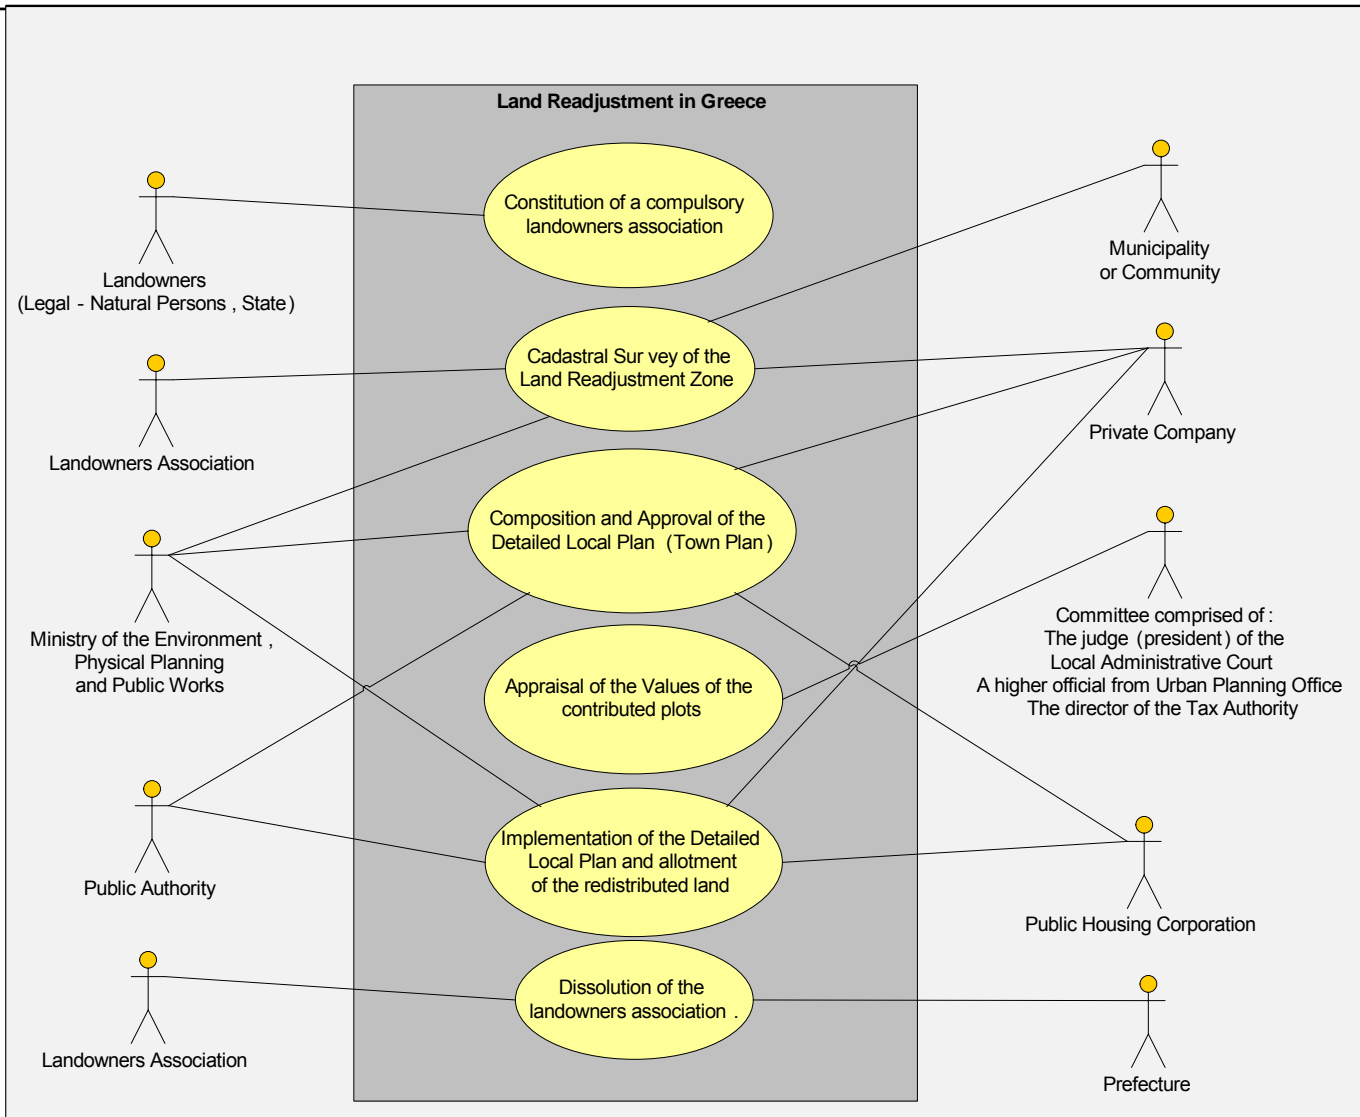 Land Readjustment in Greece
Landowners
(Legal - Natural Persons , State)
Landowners Association
Ministry of the Environment ,
Physical Planning
and Public Works
Public Authority
Landowners Association
Constitution of a compulsory
landowners association
Cadastral Sur vey of the
Land Readjustment Zone
Composition and Approval of the
Detailed Local Plan (Town Plan)
Appraisal of the Values of the
contributed plots
Implementation of the Detailed
Local Plan and allotment
of the redistributed land
Dissolution of the
landowners association .
Municipality
or Community
Private Company
Committee comprised of :
The judge (president) of the
Local Administrative Court
A higher official from Urban Planning Office
The director of the Tax Authority
Public Housing Corporation
Prefecture